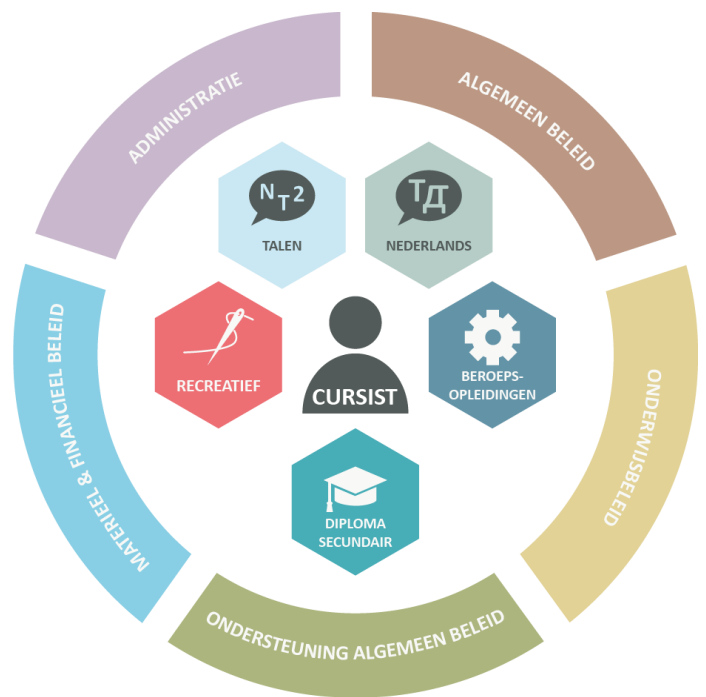 ADMINISTRATIE
ALGEMEEN BELEID
NT2
TALEN
TД
NEDERLANDS
RECREATIEF
CURSIST
BEROEPS-
OPLEIDINGEN
DIPLOMA
SECUNDAIR
MATERIEEL & FINANCIEEL BELEID
ONDERWIJSBELEID
ONDERSTEUNING ALGEMEEN BELEID